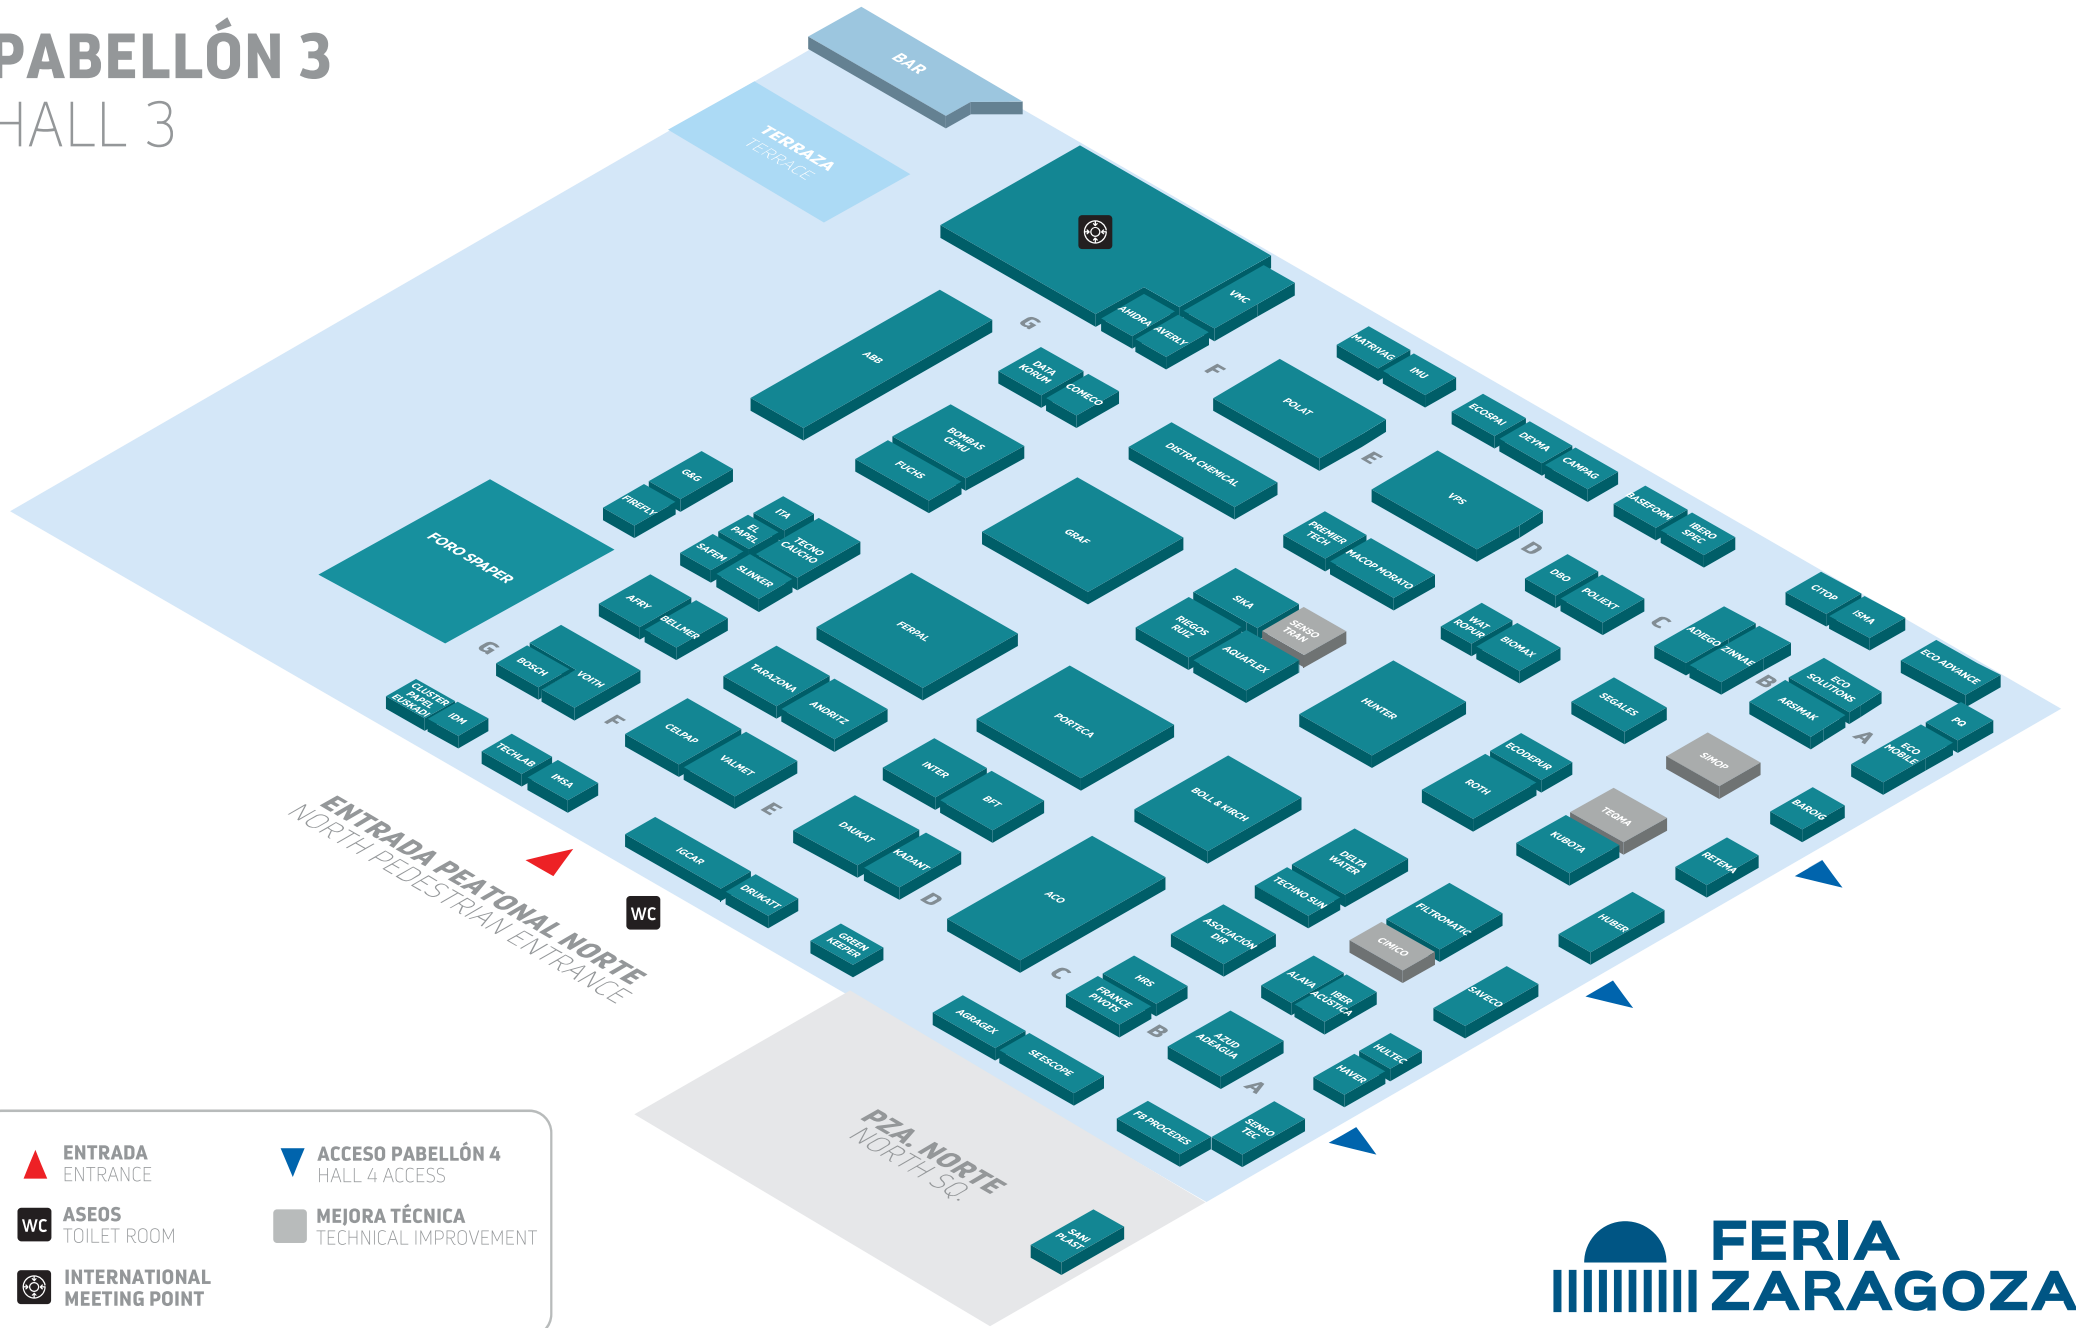 PABELLÓN 3
HALL 3
BAR
TERRAZA
TERRACE
VMC
AHIDRA
AVERLY
G
ABB
F
MATRIVAG
IMU
DATA
KORUM
COMECO
POLAT
ECOSPAI
DEYMA
CAMPAG
BOMBAS
CEMU
FUCHS
DISTRA CHEMICAL
E
VPS
BASEFORM
IBERO
SPEC
G&G
FIREFLY
ITA
EL
PAPEL
TECNO
CAUCHO
SAFEM
SLINKER
GRAF
PREMIER
TECH
MACOP MORATO
D
FORO SPAPER
DBO
POLIEXT
CITOP
ISMA
AFRY
BELLMER
FERPAL
SIKA
RIEGOS
RUIZ
SENSO
TRAN
AQUAFLEX
WAT
ROPUR
BIOMAX
C
ADIEGO
ZINNAE
ECO ADVANCE
G
BOSCH
VOITH
TARAZONA
ANDRITZ
PORTECA
HUNTER
SEGALES
B
ECO
SOLUTIONS
ARSIMAK
A
PQ
ECO
MOBILE
CLUSTER
PAPEL
EUSKADI
IDM
F
CELPAP
VALMET
TECHLAB
IMSA
INTER
BFT
ECODEPUR
ROTH
SIMOP
BOLL & KIRCH
TEQMA
KUBOTA
BAROIG
E
DAUKAT
KADANT
IGCAR
DRUKATT
DELTA
WATER
TECHNO SUN
RETEMA
ENTRADA PEATONAL NORTE
NORTH PEDESTRIAN ENTRANCE
WC
D
ACO
FILTROMATIC
CIMICO
HUBER
GREEN
KEEPER
ASOCIACIÓN
DIR
C
HRS
FRANCE
PIVOTS
ALAVA
IBER
ACUSTICA
SAVECO
AGRAGEX
SEESCOPE
B
AZUD
ADEAGUA
A
HULTEC
HAVER
FB PROCEDES
SENSO
TEC
PZA. NORTE
NORTH SQ.
SANI
PLAST
ENTRADA
ENTRANCE
ACCESO PABELLÓN 4
HALL 4 ACCESS
WC
ASEOS
TOILET ROOM
MEJORA TÉCNICA
TECHNICAL IMPROVEMENT
INTERNATIONAL
MEETING POINT
FERIA
ZARAGOZA